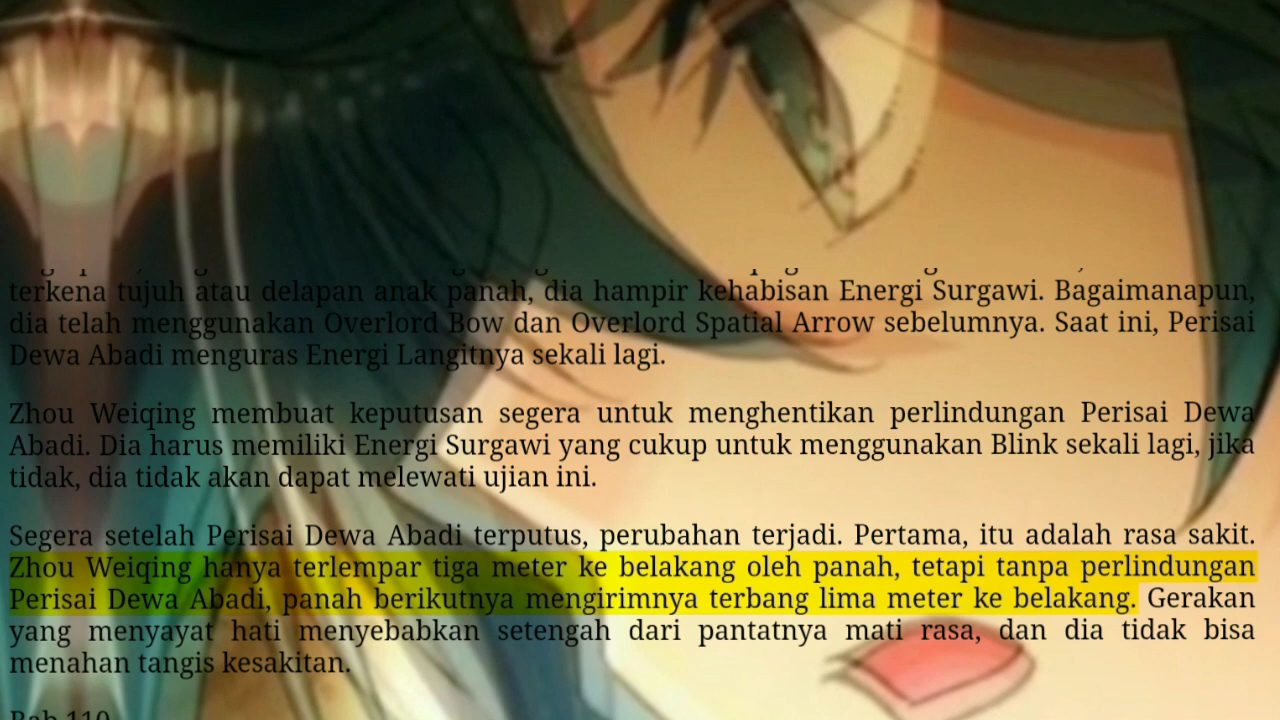 terkena tujuh atau delapan anak panah, dia hampir kehabisan Energi Surgawi. Bagaimanapun,
dia telah menggunakan Overlord Bow dan Overlord Spatial Arrow sebelumnya. Saat ini, Perisai
Dewa Abadi menguras Energi Langitnya sekali lagi.
Zhou Weiqing membuat keputusan segera untuk menghentikan perlindungan Perisai Dewa
Abadi. Dia harus memiliki Energi Surgawi yang cukup untuk menggunakan Blink sekali lagi, jika
tidak, dia tidak akan dapat melewati ujian ini.
Segera setelah Perisai Dewa Abadi terputus, perubahan terjadi. Pertama, itu adalah rasa sakit.
Zhou Weiqing hanya terlempar tiga meter ke belakang oleh panah, tetapi tanpa perlindungan
Perisai Dewa Abadi, panah berikutnya mengirimnya terbang lima meter ke belakang. Gerakan
yang menyayat hati menyebabkan setengah dari pantatnya mati rasa, dan dia tidak bisa
menahan tangis kesakitan.
Bab 110